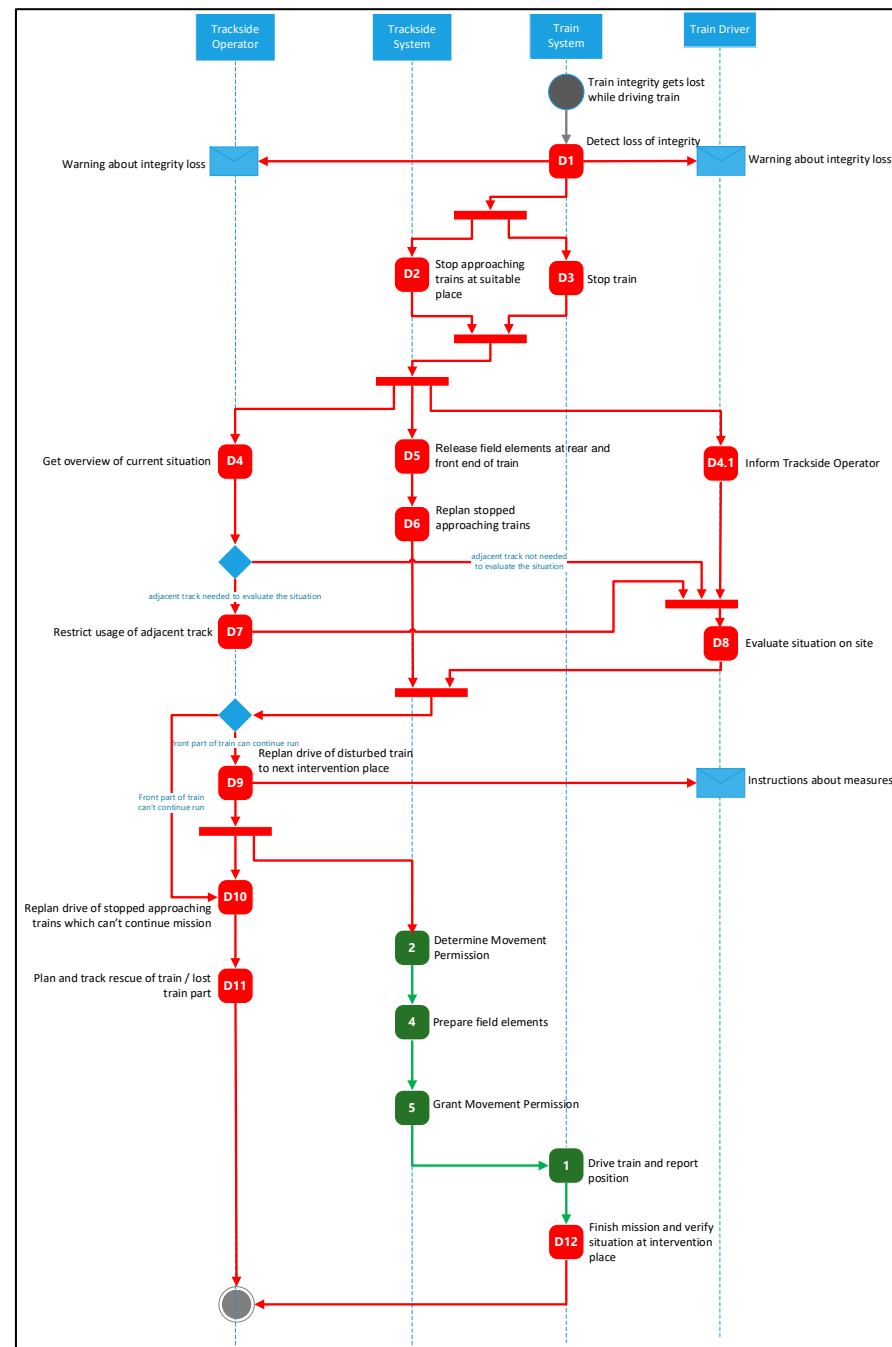 Trackside
Operator
Trackside
System
Train
System
Train Driver
Train integrity gets lost
while driving train
Detect loss of integrity
Warning about integrity loss
D1
Warning about integrity loss
D2
Stop approaching
trains at suitable
place
D3
Stop train
Get overview of current situation
D4
D5
Release field elements at rear and
front end of train
D4.1
Inform Trackside Operator
D6
Replan stopped
approaching trains
adjacent track not needed
to evaluate the situation
adjacent track needed to evaluate the situation
Restrict usage of adjacent track
D7
D8
Evaluate situation on site
front part of train can continue run
Replan drive of disturbed train
to next intervention place
D9
Instructions about measures
Front part of train
can't continue run
D10
Replan drive of stopped approaching
trains which can't continue mission
2
Determine Movement
Permission
Plan and track rescue of train / lost
train part
D11
4
Prepare field elements
5
Grant Movement Permission
1
Drive train and report
position
D12
Finish mission and verify
situation at intervention
place